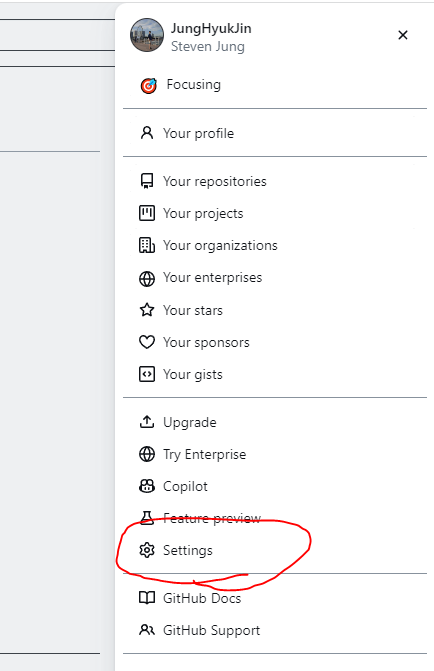 JungHyukJin
Steven Jung
Focusing
Your profile
Your repositories
Your projects
Your organizations
Your enterprises
Your stars
Your sponsors
Your gists
Upgrade
Try Enterprise
Copilot
Feature preview
Settings
GitHub Docs
GitHub Support